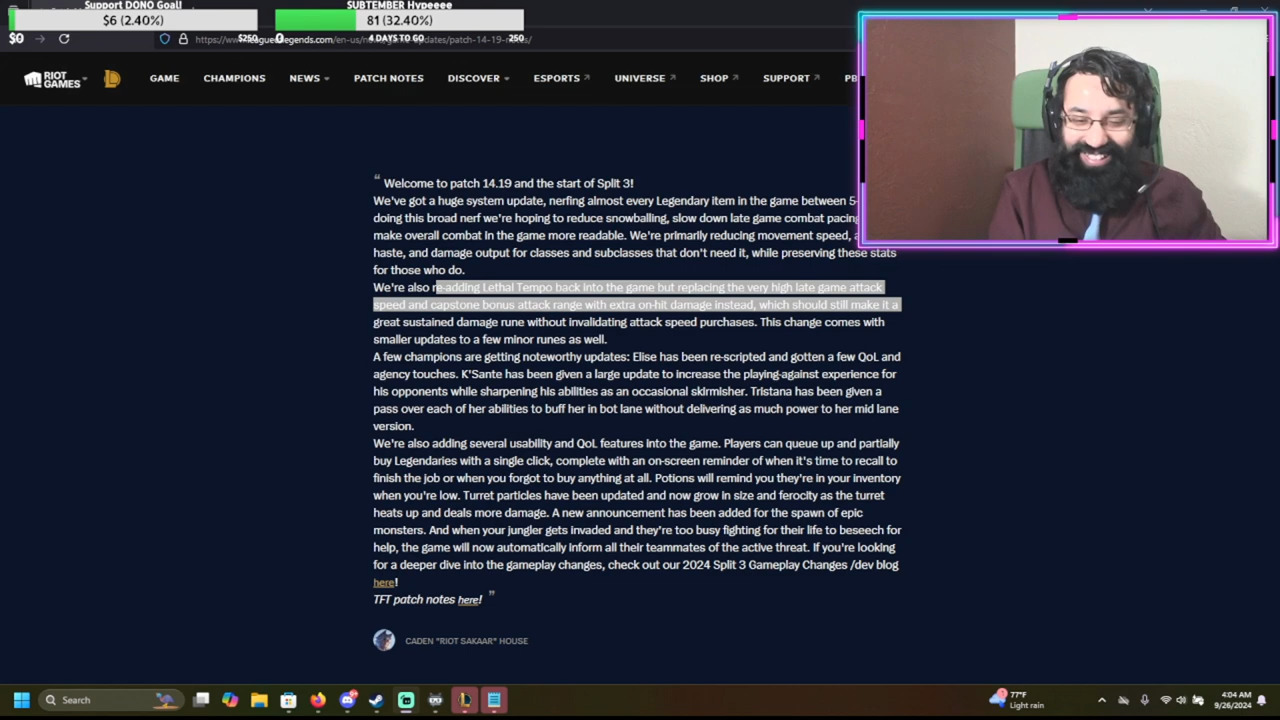 Support DONO Goal!
SUBTEMBER Hypeeee
$6 (2.40%)
81 (32.40%)
$0
$250
0
4 DAYS TO GO
250
leaguelegends.com/en-us/
updates/patch-14-19-notes/
RIOT GAMES
GAME
CHAMPIONS
NEWS
PATCH NOTES
DISCOVER
ESPORTS
UNIVERSE
SHOP
SUPPORT
PB
“ Welcome to patch 14.19 and the start of Split 3!
We've got a huge system update, nerfing almost every Legendary item in the game between 5-
doing this broad nerf we're hoping to reduce snowballing, slow down late game combat pacing
make overall combat in the game more readable. We're primarily reducing movement speed, a
haste, and damage output for classes and subclasses that don't need it, while preserving these stats
for those who do.
We're also re-adding Lethal Tempo back into the game but replacing the very high late game attack
speed and capstone bonus attack range with extra on-hit damage instead, which should still make it a
great sustained damage rune without invalidating attack speed purchases. This change comes with
smaller updates to a few minor runes as well.
A few champions are getting noteworthy updates: Elise has been re-scripted and gotten a few QoL and
agency touches. K'Sante has been given a large update to increase the playing-against experience for
his opponents while sharpening his abilities as an occasional skirmisher. Tristana has been given a
pass over each of her abilities to buff her in bot lane without delivering as much power to her mid lane
version.
We're also adding several usability and QoL features into the game. Players can queue up and partially
buy Legendaries with a single click, complete with an on-screen reminder of when it's time to recall to
finish the job or when you forgot to buy anything at all. Potions will remind you they're in your inventory
when you're low. Turret particles have been updated and now grow in size and ferocity as the turret
heats up and deals more damage. A new announcement has been added for the spawn of epic
monsters. And when your jungler gets invaded and they're too busy fighting for their life to beseech for
help, the game will now automatically inform all their teammates of the active threat. If you're looking
for a deeper dive into the gameplay changes, check out our 2024 Split 3 Gameplay Changes /dev blog
here!
TFT patch notes here! ”
CADEN "RIOT SAKAAR" HOUSE
Search
77°F
Light rain
4:04 AM
9/26/2024